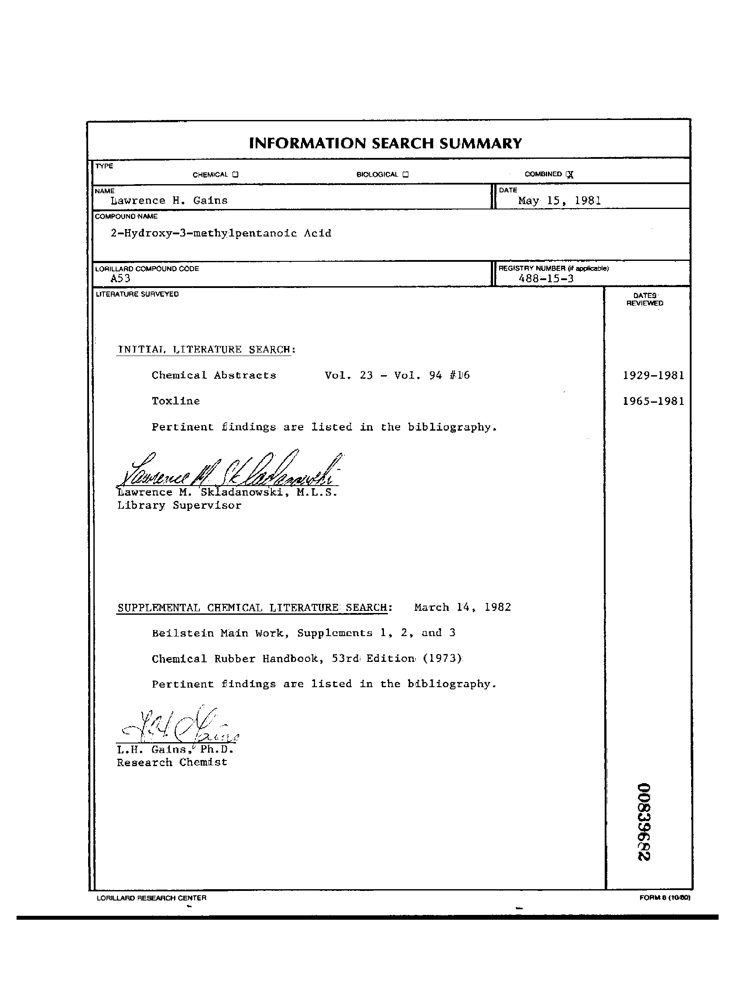 INFORMATION SEARCH SUMMARY
TYPE
CHEMICAL ☐ BIOLOGICAL ☐ COMBINED ☒
NAME
Lawrence H. Gains
DATE
May 15, 1981
COMPOUND NAME
2-Hydroxy-3-methylpentanoic Acid
LORILLARD COMPOUND CODE
A53
REGISTRY NUMBER (if applicable)
488-15-3
LITERATURE SURVEYED
DATES
REVIEWED
INITIAL LITERATURE SEARCH:
Chemical Abstracts Vol. 23 - Vol. 94 #16 1929-1981
Toxline 1965-1981
Pertinent findings are listed in the bibliography.
Lawrence M. Skladanowski
Lawrence M. Skladanowski, M.L.S.
Library Supervisor
SUPPLEMENTAL CHEMICAL LITERATURE SEARCH: March 14, 1982
Beilstein Main Work, Supplements 1, 2, and 3
Chemical Rubber Handbook, 53rd Edition (1973)
Pertinent findings are listed in the bibliography.
L H Gains
L.H. Gains, Ph.D.
Research Chemist
00839682
LORILLARD RESEARCH CENTER FORM 8 (10/80)